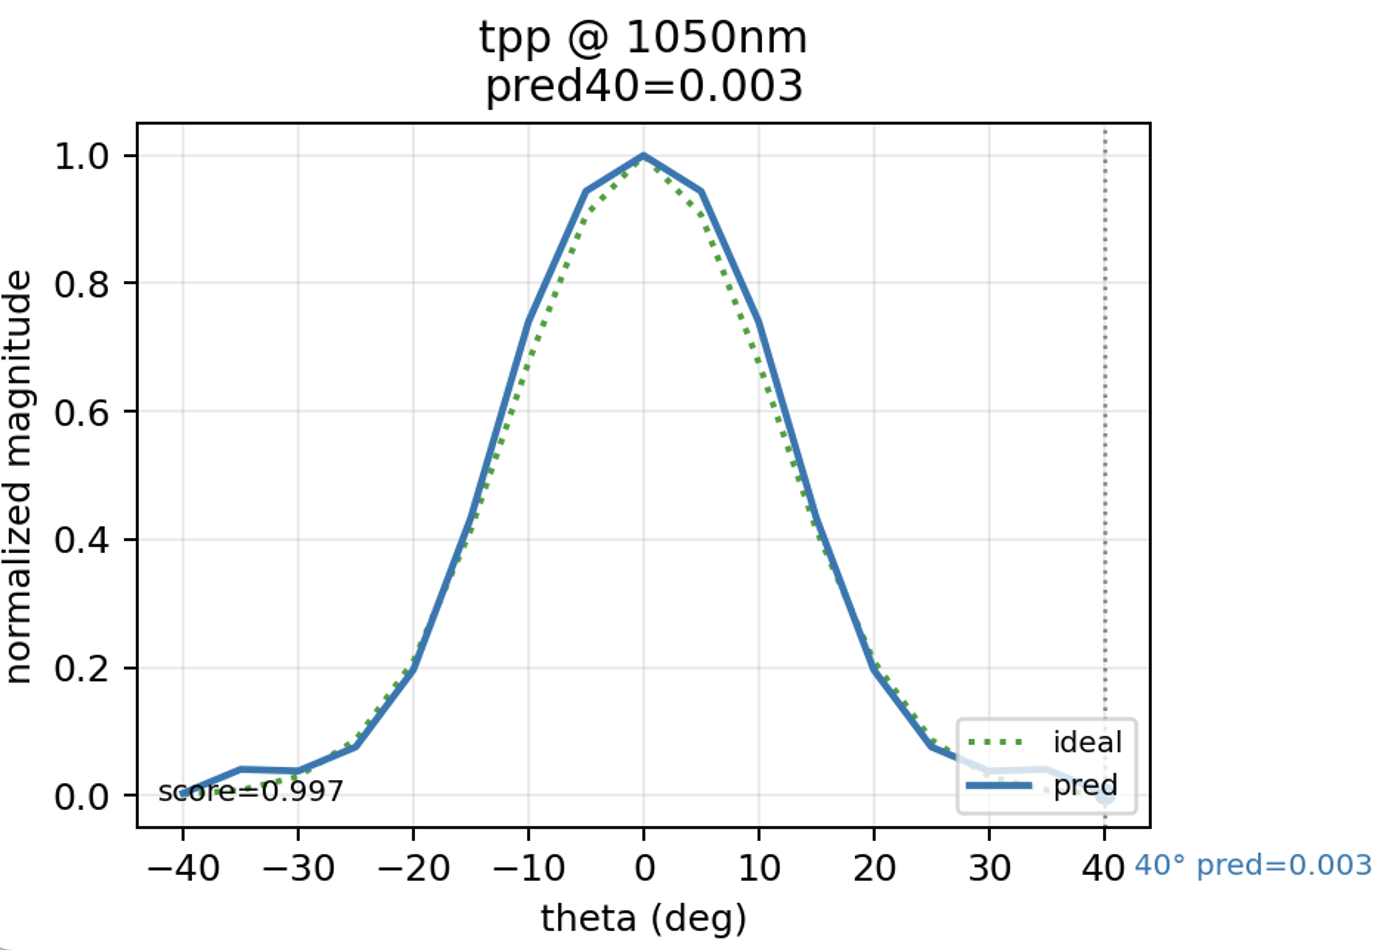 tpp @ 1050nm
pred40=0.003
normalized magnitude
1.0
0.8
0.6
0.4
0.2
0.0
score=0.997
ideal
pred
−40 −30 −20 −10 0 10 20 30 40
40° pred=0.003
theta (deg)